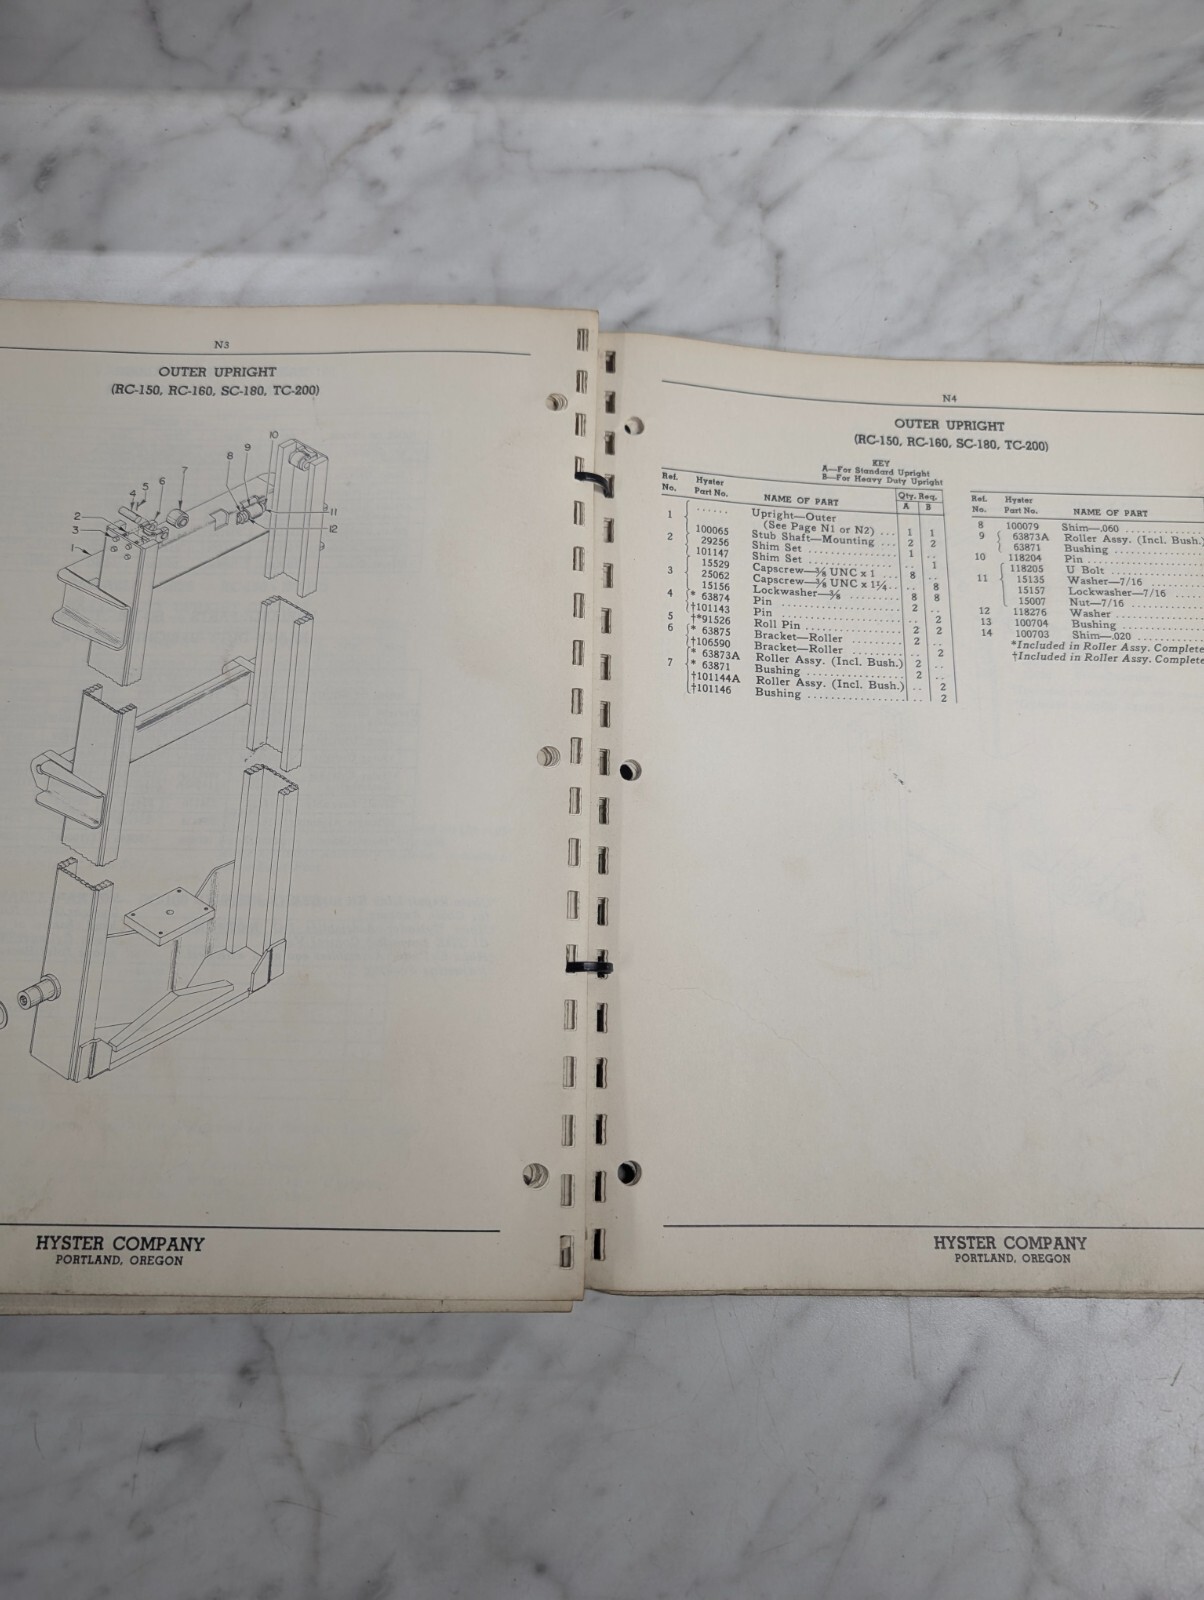 N3
OUTER UPRIGHT
(RC-150, RC-160, SC-180, TC-200)
10
9
8
7
6
5
4
2
3
1
11
12
9
HYSTER COMPANY
PORTLAND, OREGON
N4
OUTER UPRIGHT
(RC-150, RC-160, SC-180, TC-200)
KEY
A—For Standard Upright
B—For Heavy Duty Upright
Ref. No. Hyster Part No. NAME OF PART Qty. Req. A B
1 ...... Upright—Outer
(See Page N1 or N2) ... 1 1
100065 Stub Shaft—Mounting ... 2 2
2 29256 Shim Set ... 1 ..
101147 Shim Set ... .. 1
15529 Capscrew—3/8 UNC x 1 ... 8 ..
3 25062 Capscrew—3/8 UNC x 1 1/4 .. .. 8
15156 Lockwasher—3/8 ... 8 8
4 * 63874 Pin ... 2 ..
†101143 Pin ... .. 2
5 †*91526 Roll Pin ... 2 2
6 * 63875 Bracket—Roller ... 2 ..
†106590 Bracket—Roller ... .. 2
* 63873A Roller Assy. (Incl. Bush.) 2 ..
7 * 63871 Bushing ... 2 ..
†101144A Roller Assy. (Incl. Bush.) .. 2
†101146 Bushing ... .. 2
Ref. No. Hyster Part No. NAME OF PART
8 100079 Shim—.060 ...
9 63873A Roller Assy. (Incl. Bush.
63871 Bushing ...
10 118204 Pin ...
118205 U Bolt ...
11 15135 Washer—7/16 ...
15157 Lockwasher—7/16 ...
15007 Nut—7/16 ...
12 118276 Washer ...
13 100704 Bushing ...
14 100703 Shim—.020 ...
*Included in Roller Assy. Complete
†Included in Roller Assy. Complete
HYSTER COMPANY
PORTLAND, OREGON